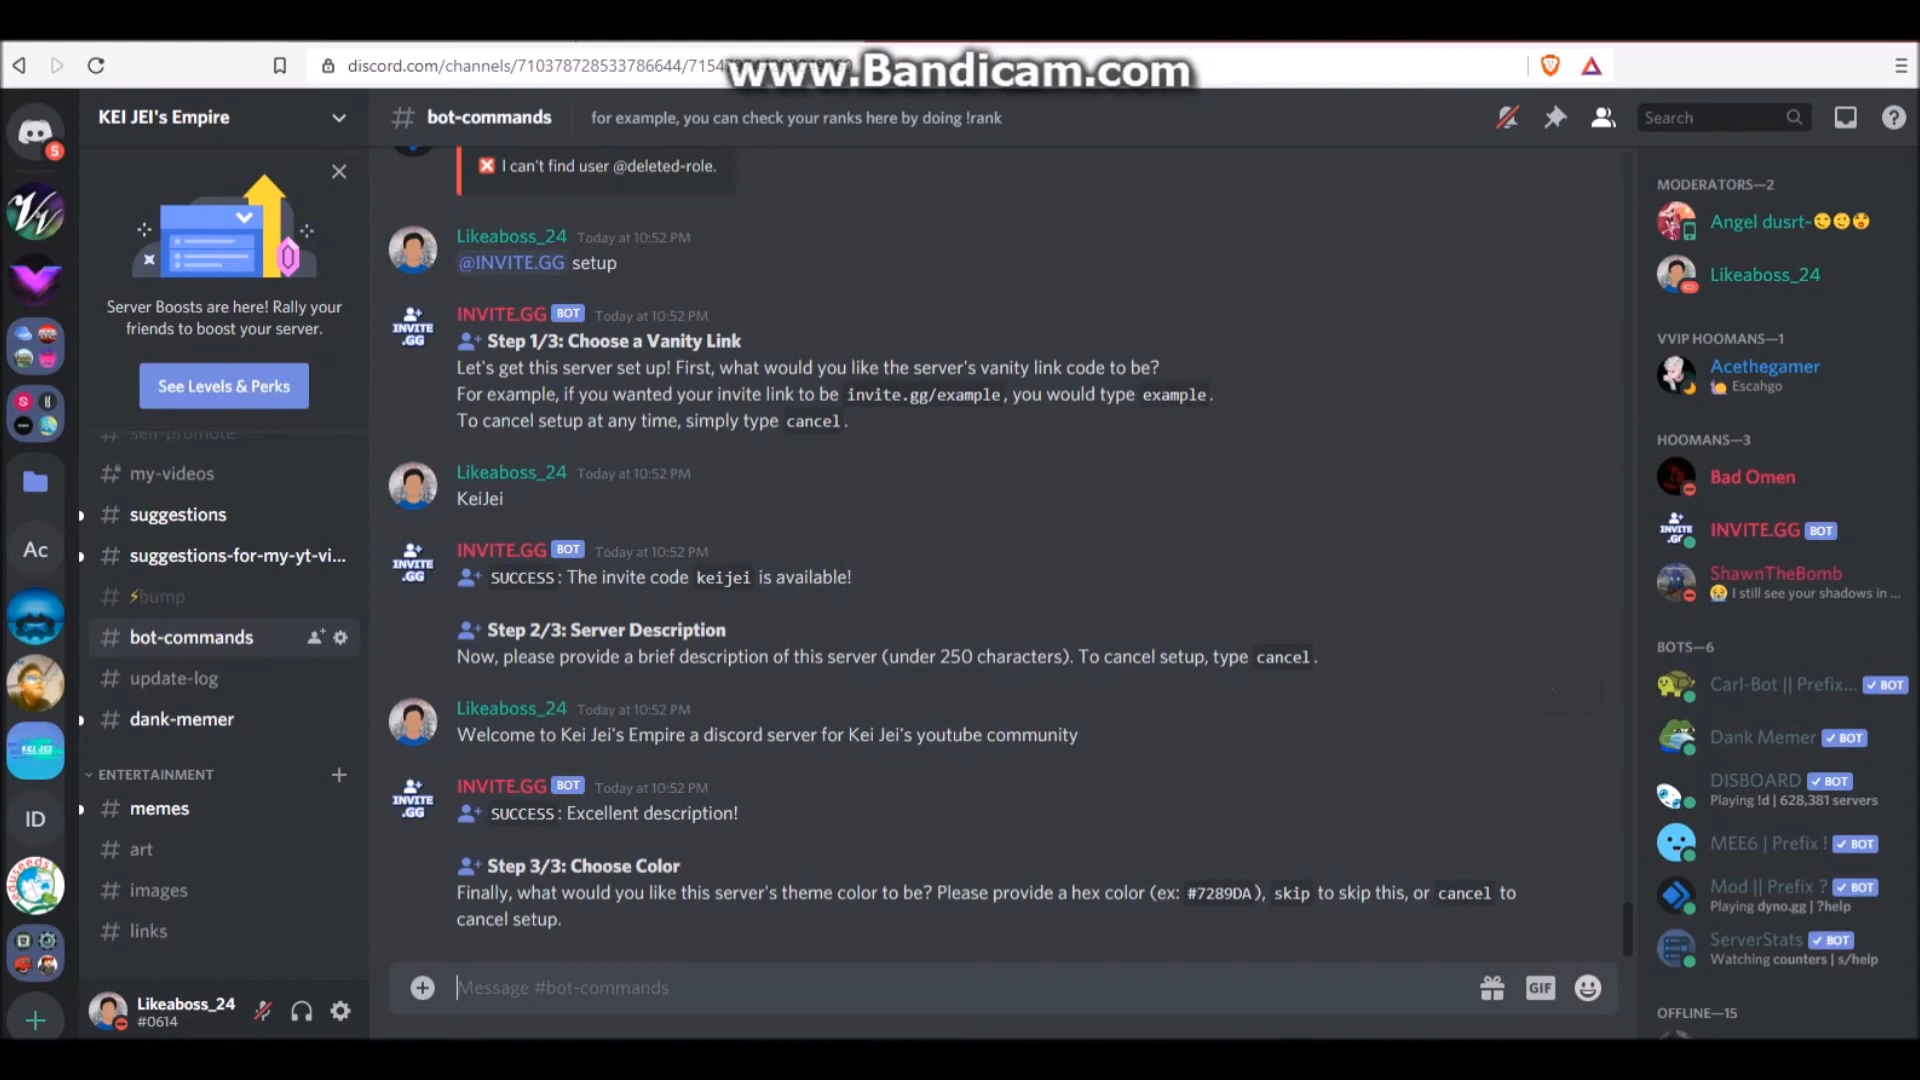 www.Bandicam.com
discord.com/channels/710378728533786644/7154
KEI JEI's Empire
bot-commands
for example, you can check your ranks here by doing !rank
Search
5
Server Boosts are here! Rally your
friends to boost your server.
See Levels & Perks
self-promote
my-videos
suggestions
suggestions-for-my-yt-vi...
⚡bump
bot-commands
update-log
dank-memer
ENTERTAINMENT
memes
art
images
links
Ac
KEI JEI
ID
eduseeds
Likeaboss_24
#0614
I can't find user @deleted-role.
Likeaboss_24 Today at 10:52 PM
@INVITE.GG setup
INVITE.GG BOT Today at 10:52 PM
Step 1/3: Choose a Vanity Link
Let's get this server set up! First, what would you like the server's vanity link code to be?
For example, if you wanted your invite link to be invite.gg/example, you would type example.
To cancel setup at any time, simply type cancel.
Likeaboss_24 Today at 10:52 PM
KeiJei
INVITE.GG BOT Today at 10:52 PM
SUCCESS: The invite code keijei is available!
Step 2/3: Server Description
Now, please provide a brief description of this server (under 250 characters). To cancel setup, type cancel.
Likeaboss_24 Today at 10:52 PM
Welcome to Kei Jei's Empire a discord server for Kei Jei's youtube community
INVITE.GG BOT Today at 10:52 PM
SUCCESS: Excellent description!
Step 3/3: Choose Color
Finally, what would you like this server's theme color to be? Please provide a hex color (ex: #7289DA), skip to skip this, or cancel to
cancel setup.
Message #bot-commands
GIF
MODERATORS—2
Angel dusrt-
Likeaboss_24
VVIP HOOMANS—1
Acethegamer
Escahgo
HOOMANS—3
Bad Omen
INVITE.GG BOT
ShawnTheBomb
I still see your shadows in ...
BOTS—6
Carl-Bot || Prefix... BOT
Dank Memer BOT
DISBOARD BOT
Playing !d | 628,381 servers
MEE6 | Prefix ! BOT
Mod || Prefix ? BOT
Playing dyno.gg | ?help
ServerStats BOT
Watching counters | s/help
OFFLINE—15